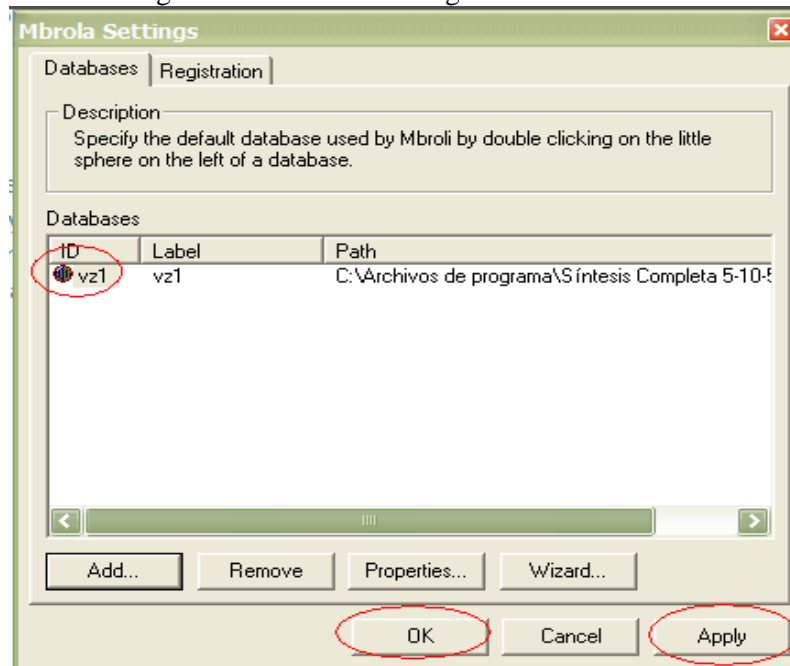 Mbrola Settings
Databases Registration
Description
Specify the default database used by Mbroli by double clicking on the little
sphere on the left of a database.
Databases
ID Label Path
vz1 vz1 C:\Archivos de programa\Síntesis Completa 5-10-5
Add... Remove Properties... Wizard...
OK Cancel Apply